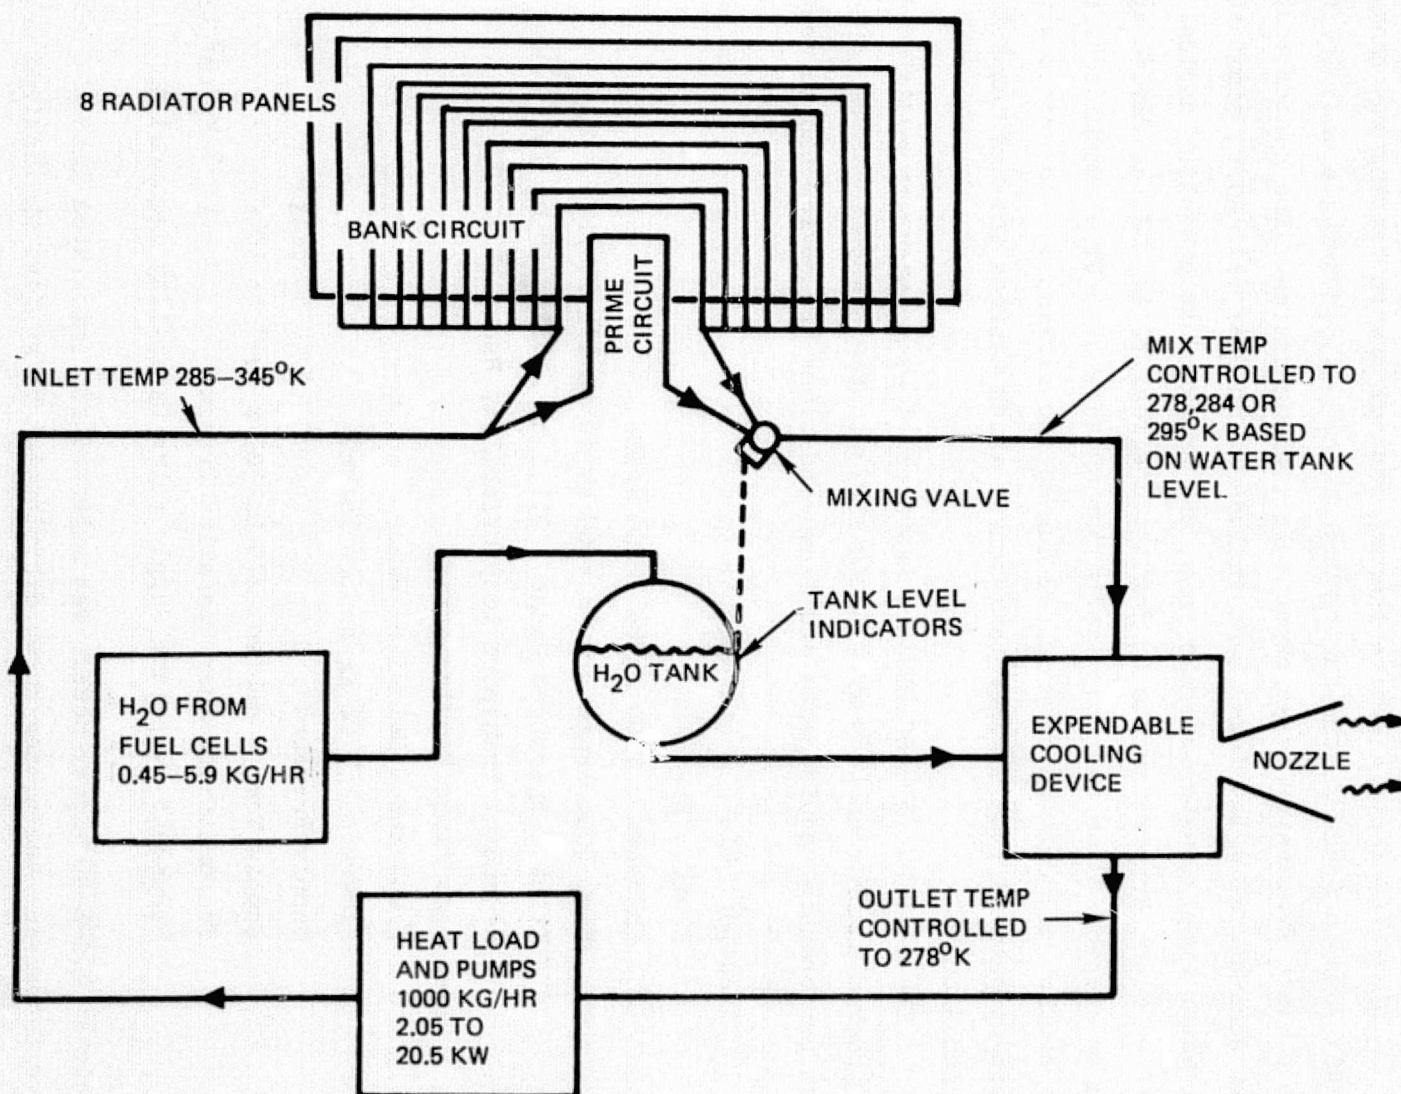 8 RADIATOR PANELS
BANK CIRCUIT
PRIME
CIRCUIT
INLET TEMP 285–345°K
MIX TEMP
CONTROLLED TO
278,284 OR
295°K BASED
ON WATER TANK
LEVEL
MIXING VALVE
TANK LEVEL
INDICATORS
H₂O TANK
H₂O FROM
FUEL CELLS
0.45–5.9 KG/HR
EXPENDABLE
COOLING
DEVICE
NOZZLE
OUTLET TEMP
CONTROLLED
TO 278°K
HEAT LOAD
AND PUMPS
1000 KG/HR
2.05 TO
20.5 KW